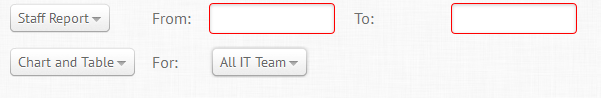 Staff Report From: To:
Chart and Table For: All IT Team